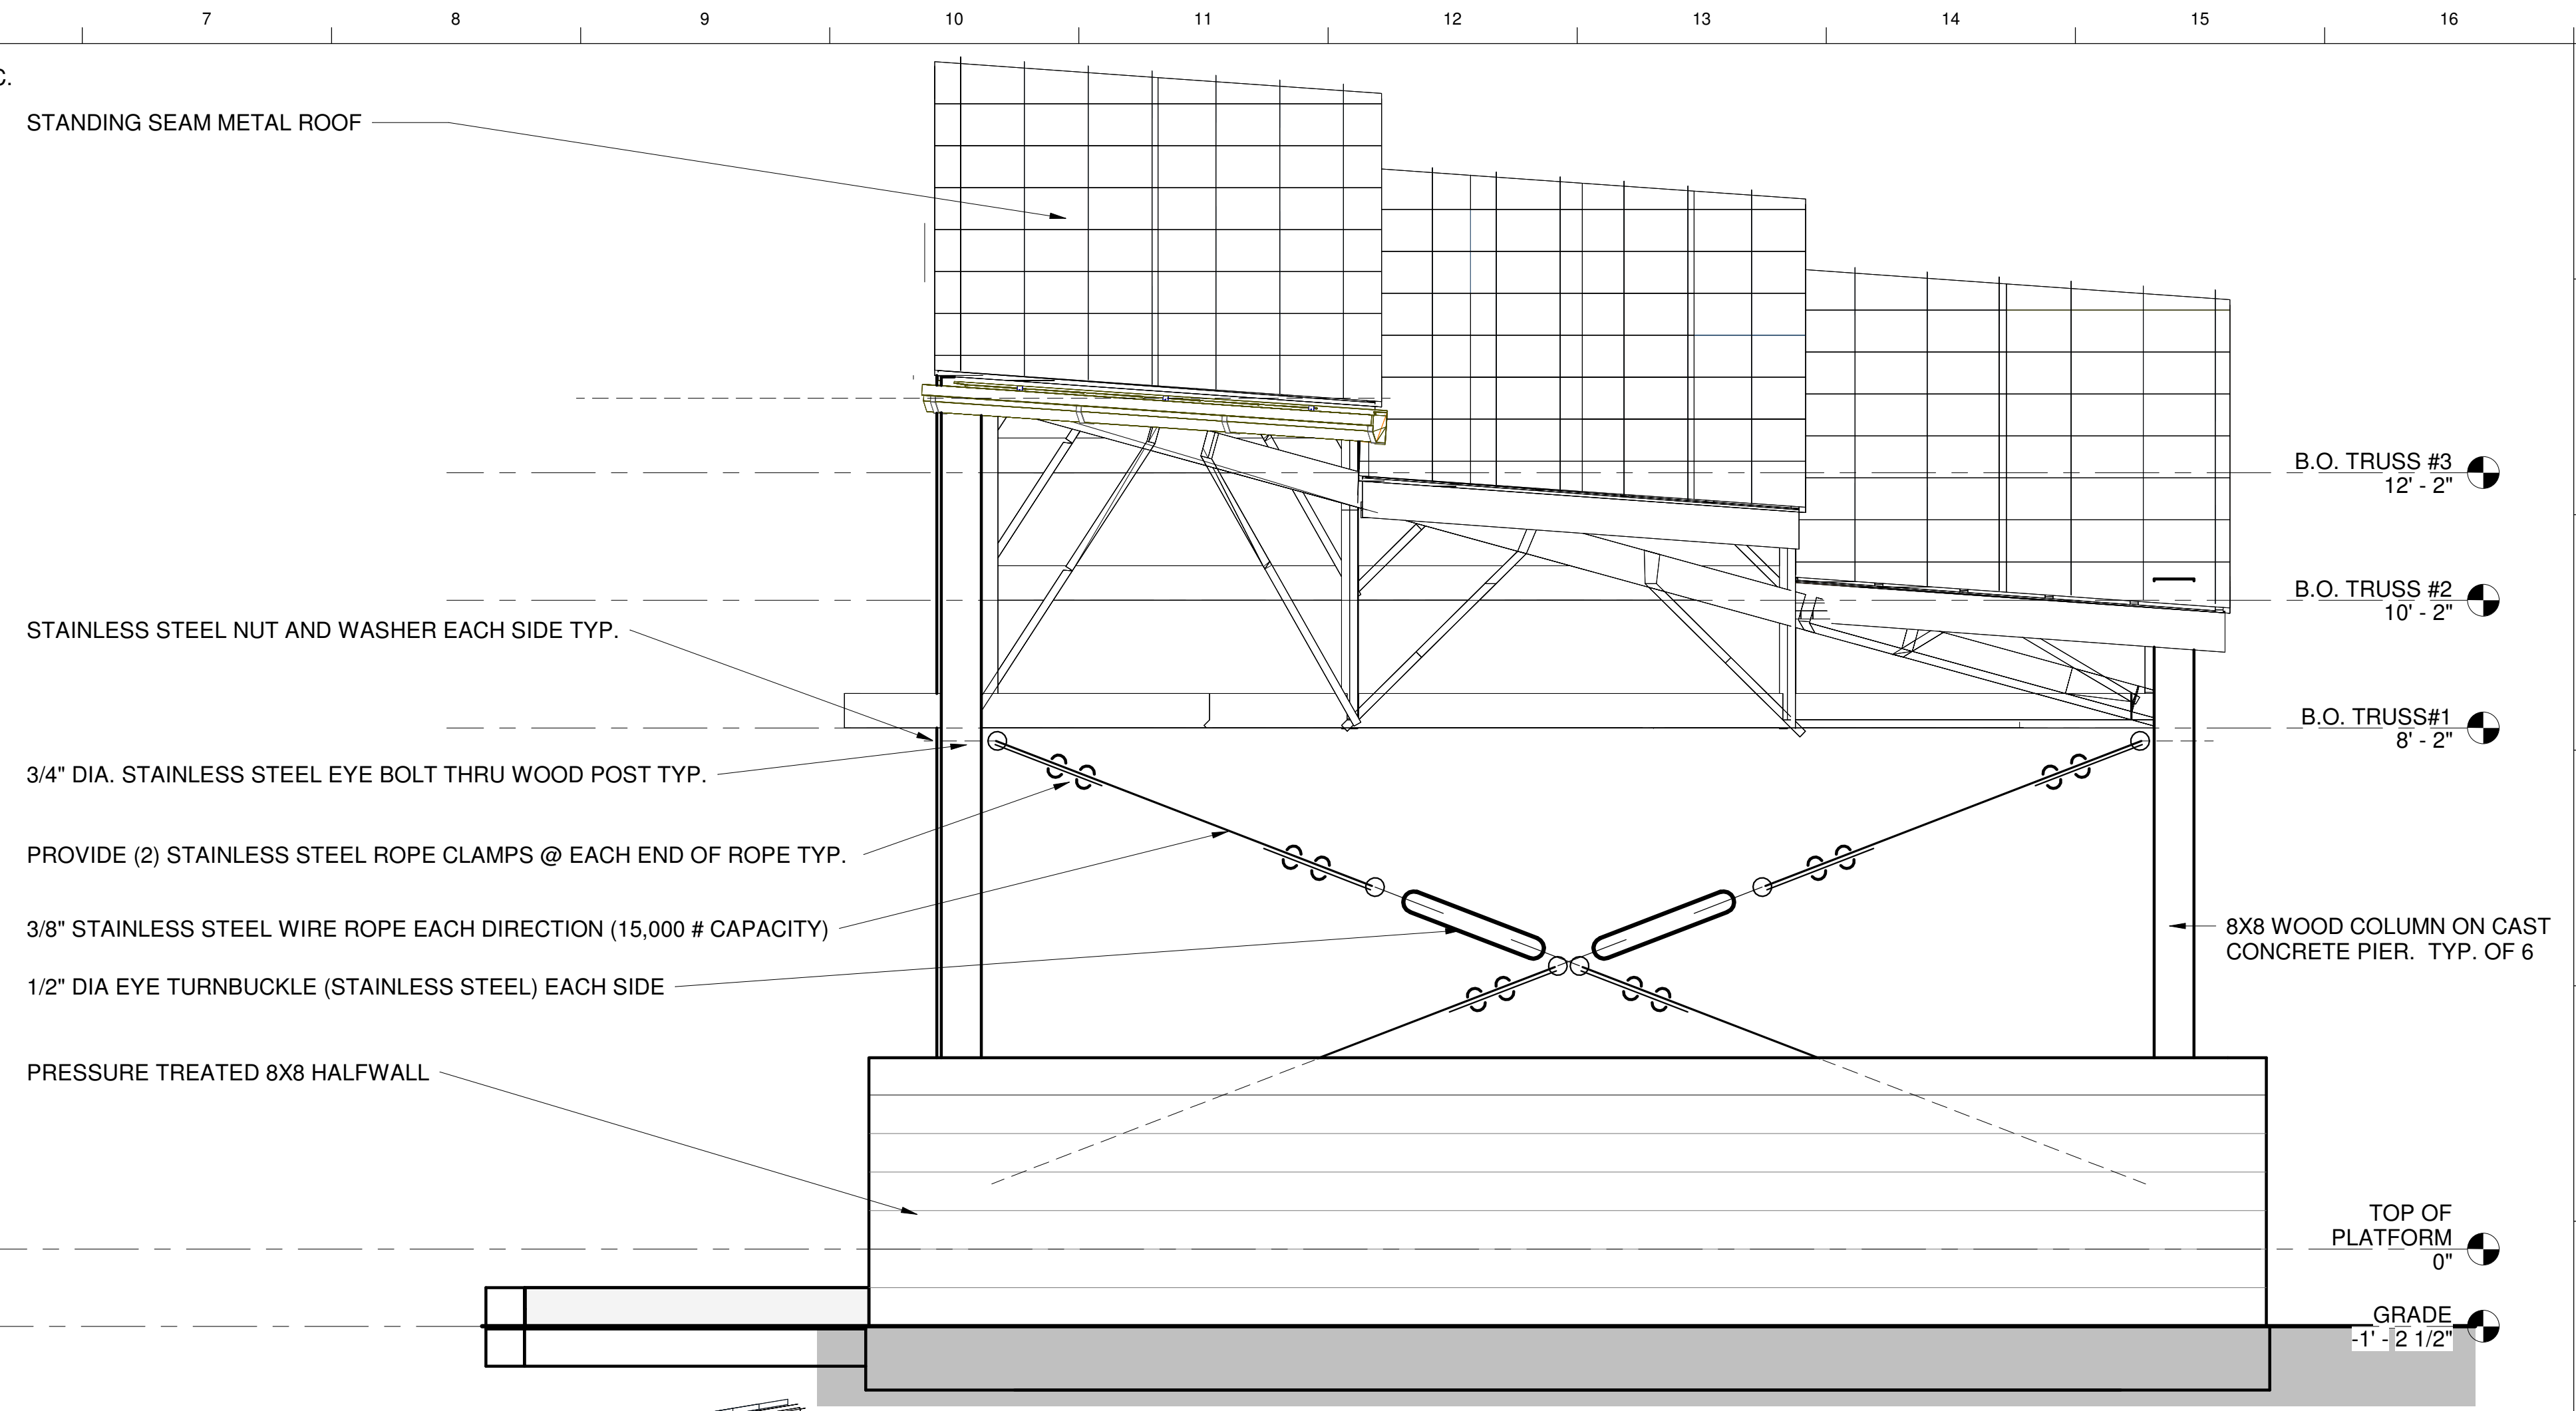 7 8 9 10 11 12 13 14 15 16
C.
STANDING SEAM METAL ROOF
B.O. TRUSS #3
12' - 2"
B.O. TRUSS #2
10' - 2"
STAINLESS STEEL NUT AND WASHER EACH SIDE TYP.
B.O. TRUSS#1
8' - 2"
3/4" DIA. STAINLESS STEEL EYE BOLT THRU WOOD POST TYP.
PROVIDE (2) STAINLESS STEEL ROPE CLAMPS @ EACH END OF ROPE TYP.
3/8" STAINLESS STEEL WIRE ROPE EACH DIRECTION (15,000 # CAPACITY)
8X8 WOOD COLUMN ON CAST
CONCRETE PIER. TYP. OF 6
1/2" DIA EYE TURNBUCKLE (STAINLESS STEEL) EACH SIDE
PRESSURE TREATED 8X8 HALFWALL
TOP OF
PLATFORM
0"
GRADE
-1' - 2 1/2"